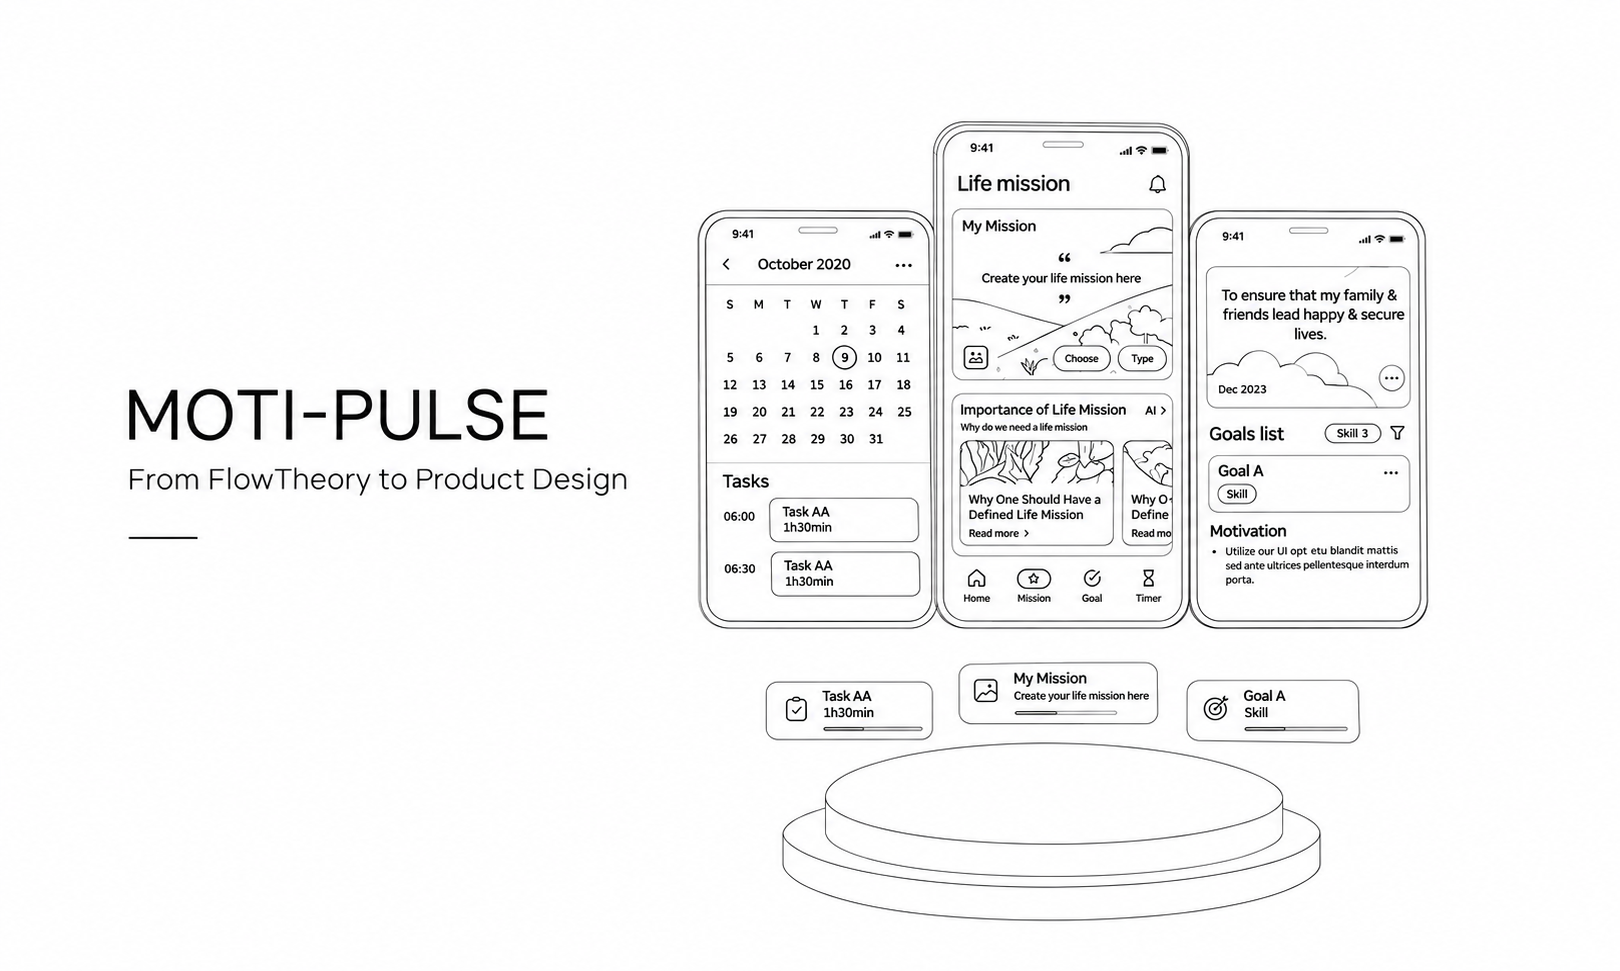 MOTI-PULSE
From FlowTheory to Product Design
9:41
October 2020
S M T W T F S
1 2 3 4
5 6 7 8 9 10 11
12 13 14 15 16 17 18
19 20 21 22 23 24 25
26 27 28 29 30 31
Tasks
06:00
Task AA
1h30min
06:30
Task AA
1h30min
9:41
Life mission
My Mission
“
Create your life mission here
”
Choose
Type
Importance of Life Mission
AI >
Why do we need a life mission
Why One Should Have a
Defined Life Mission
Read more >
Why O
Define
Read mo
Home
Mission
Goal
Timer
9:41
To ensure that my family &
friends lead happy & secure
lives.
Dec 2023
Goals list
Skill 3
Goal A
Skill
Motivation
• Utilize our UI opt etu blandit mattis
sed ante ultrices pellentesque interdum
porta.
Task AA
1h30min
My Mission
Create your life mission here
Goal A
Skill